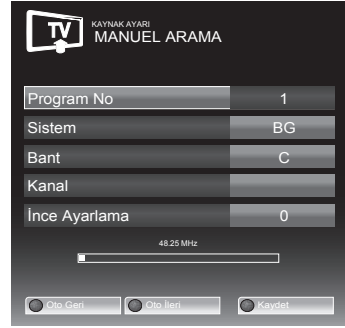 TV
KAYNAK AYARI
MANUEL ARAMA
Program No 1
Sistem BG
Bant C
Kanal
İnce Ayarlama 0
48.25 MHz
Oto Geri Oto İleri Kaydet